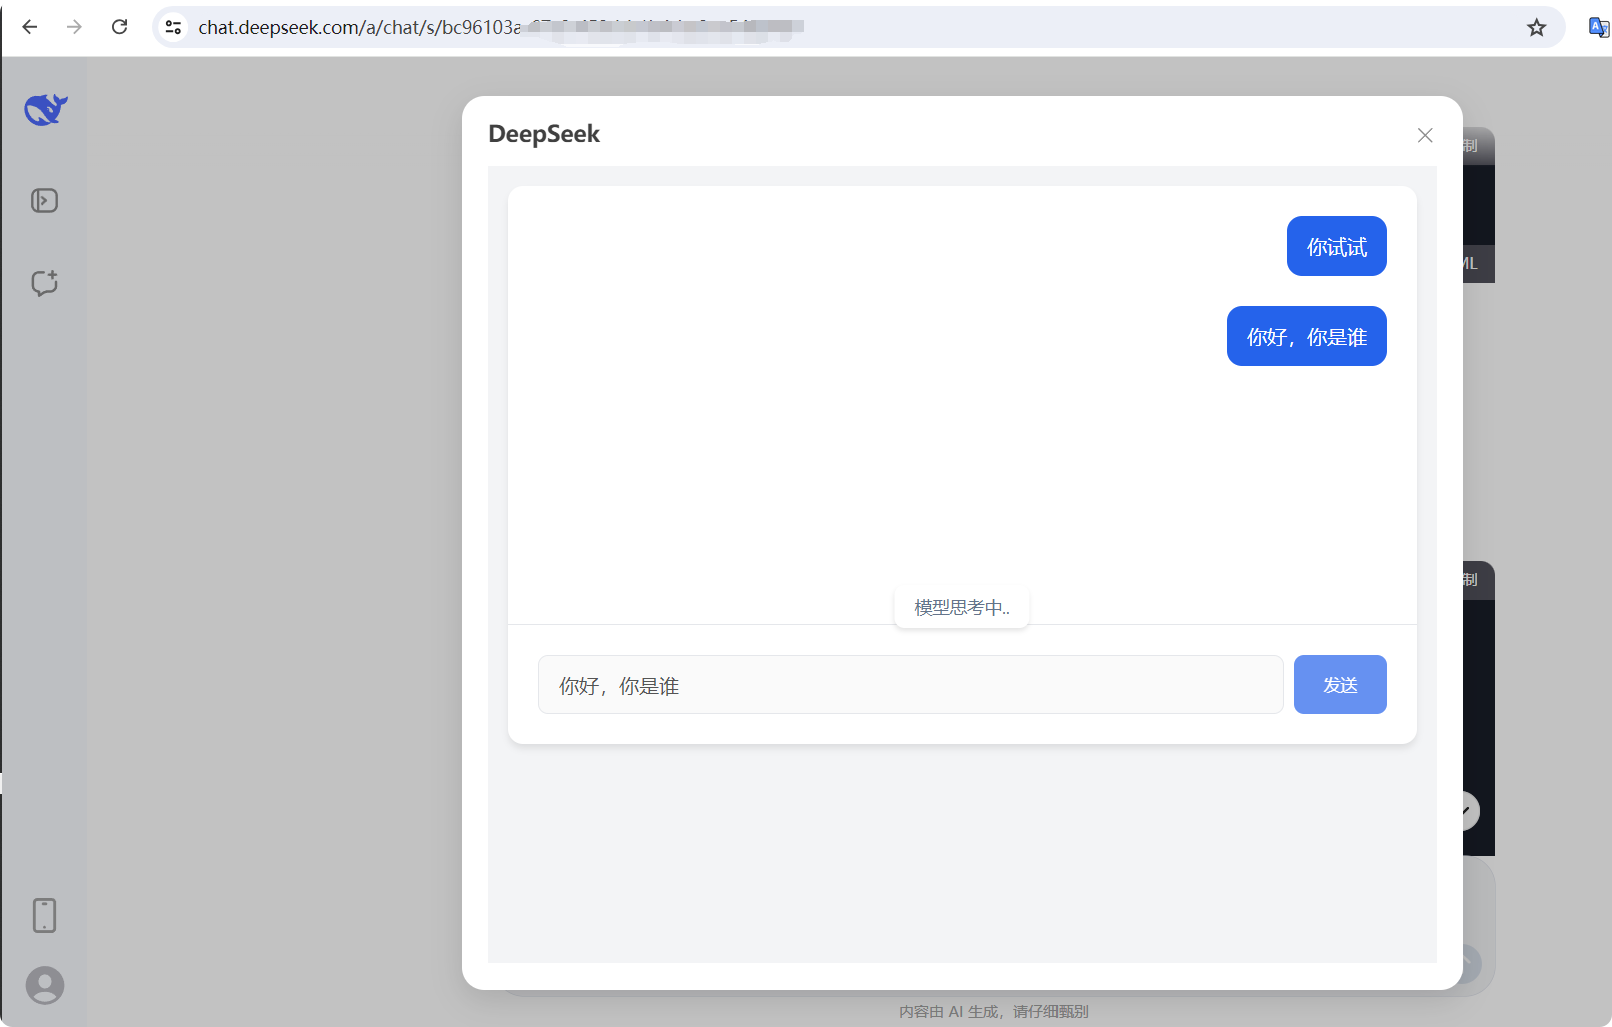 chat.deepseek.com/a/chat/s/bc96103a
DeepSeek
制
你试试
ML
你好，你是谁
制
模型思考中..
你好，你是谁
发送
内容由 AI 生成，请仔细甄别